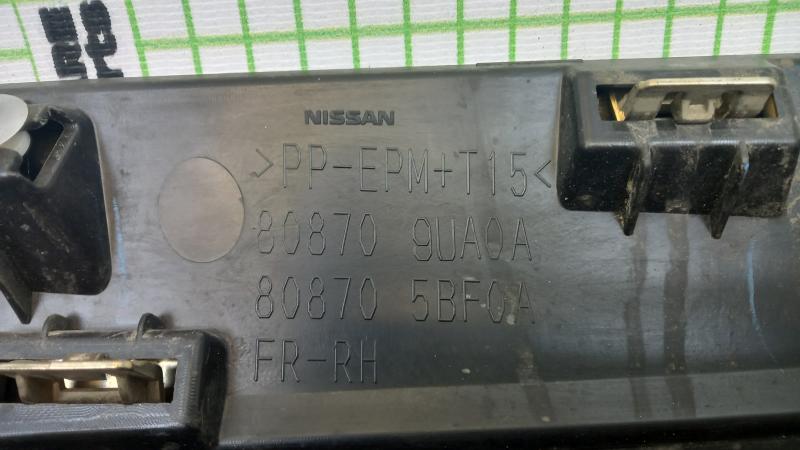 NISSAN
>PP-EPM+T15<
80870 9UA0A
80870 5BF0A
FR-RH